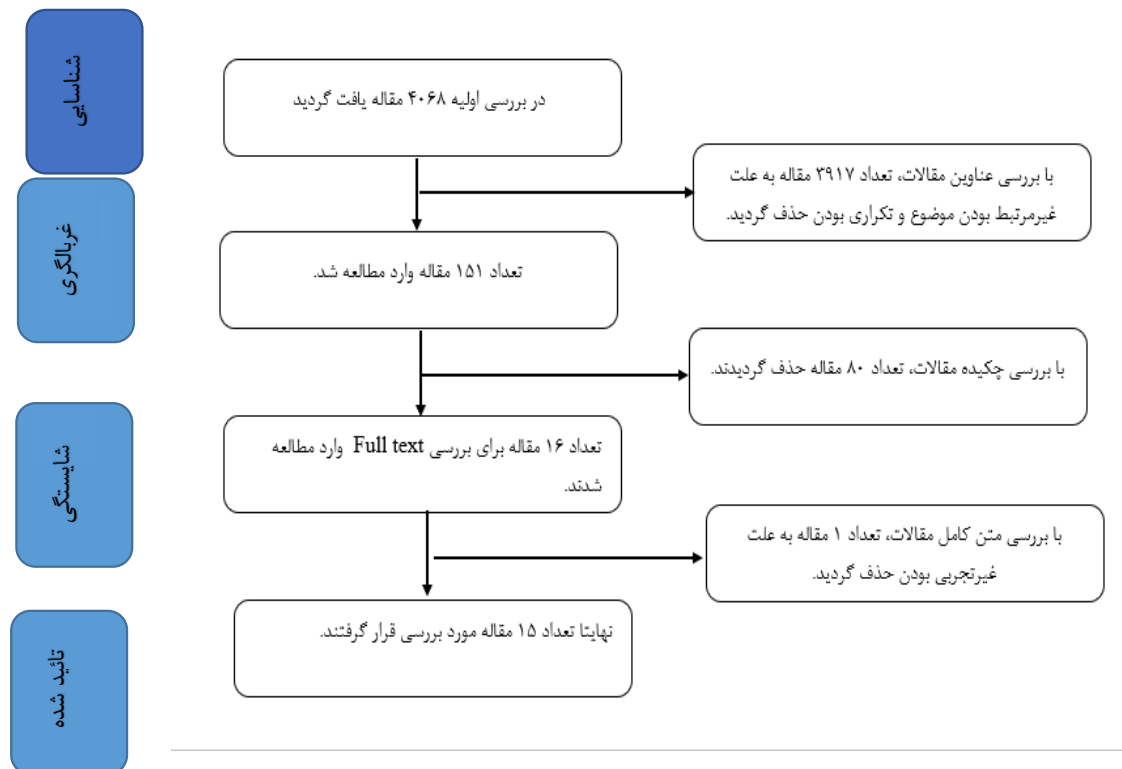 شناسایی
در بررسی اولیه ۴۰۶۸ مقاله یافت گردید
با بررسی عناوین مقالات، تعداد ۳۹۱۷ مقاله به علت
غیرمرتبط بودن موضوع و تکراری بودن حذف گردید.
غربالگری
تعداد ۱۵۱ مقاله وارد مطالعه شد.
با بررسی چکیده مقالات، تعداد ۸۰ مقاله حذف گردیدند.
شایستگی
تعداد ۱۶ مقاله برای بررسی Full text وارد مطالعه
شدند.
با بررسی متن کامل مقالات، تعداد ۱ مقاله به علت
غیرتجربی بودن حذف گردید.
تائید شده
نهایتا تعداد ۱۵ مقاله مورد بررسی قرار گرفتند.